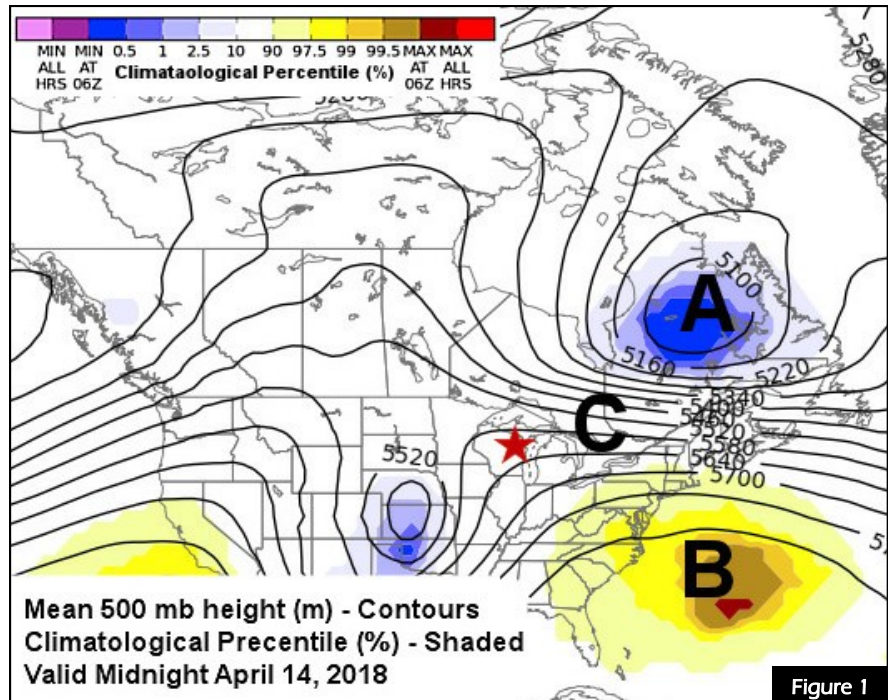 MIN MIN 0.5 1 2.5 10 90 97.5 99 99.5 MAX MAX
ALL AT Climataological Percentile (%) AT ALL
HRS 06Z 06Z HRS
5280
5100
A
5160
5220
5340
5400
5460
5520
5580
5640
5700
C
5520
B
Mean 500 mb height (m) - Contours
Climatological Precentile (%) - Shaded
Valid Midnight April 14, 2018
Figure 1